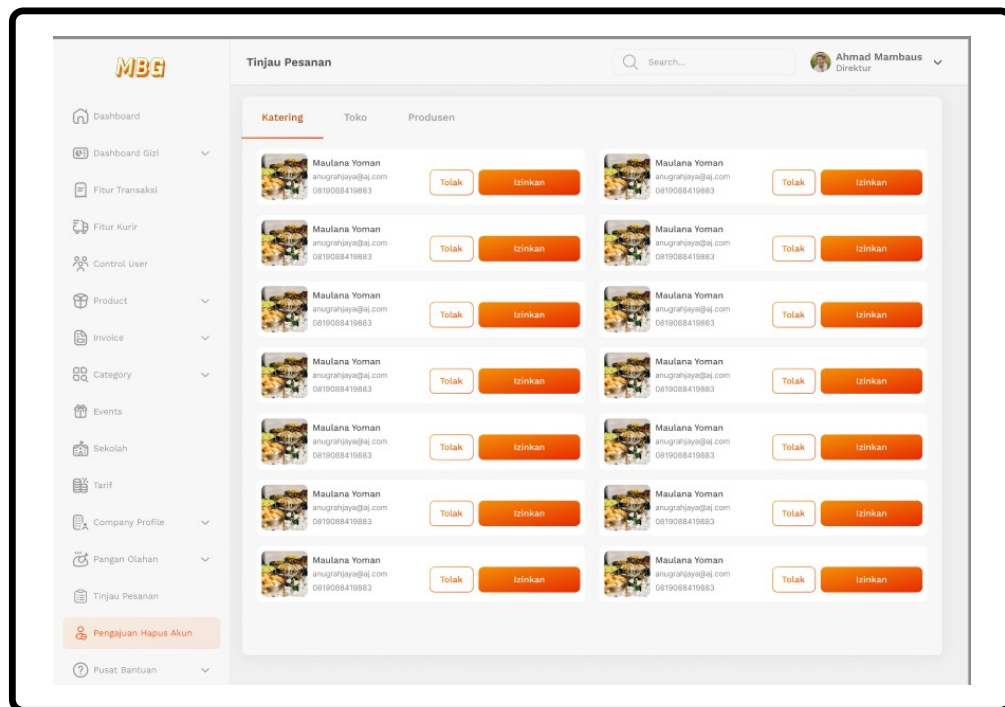 MBG
Tinjau Pesanan
Search...
Ahmad Mambaus
Direktur
Dashboard
Dashboard Gizi
Fitur Transaksi
Fitur Kurir
Control User
Product
Invoice
Category
Events
Sekolah
Tarif
Company Profile
Pangan Olahan
Tinjau Pesanan
Pengajuan Hapus Akun
Pusat Bantuan
Katering Toko Produsen
Maulana Yoman
anugrahjaya@aj.com
0819088419883
Tolak Izinkan
Maulana Yoman
anugrahjaya@aj.com
0819088419883
Tolak Izinkan
Maulana Yoman
anugrahjaya@aj.com
0819088419883
Tolak Izinkan
Maulana Yoman
anugrahjaya@aj.com
0819088419883
Tolak Izinkan
Maulana Yoman
anugrahjaya@aj.com
0819088419883
Tolak Izinkan
Maulana Yoman
anugrahjaya@aj.com
0819088419883
Tolak Izinkan
Maulana Yoman
anugrahjaya@aj.com
0819088419883
Tolak Izinkan
Maulana Yoman
anugrahjaya@aj.com
0819088419883
Tolak Izinkan
Maulana Yoman
anugrahjaya@aj.com
0819088419883
Tolak Izinkan
Maulana Yoman
anugrahjaya@aj.com
0819088419883
Tolak Izinkan
Maulana Yoman
anugrahjaya@aj.com
0819088419883
Tolak Izinkan
Maulana Yoman
anugrahjaya@aj.com
0819088419883
Tolak Izinkan
Maulana Yoman
anugrahjaya@aj.com
0819088419883
Tolak Izinkan
Maulana Yoman
anugrahjaya@aj.com
0819088419883
Tolak Izinkan